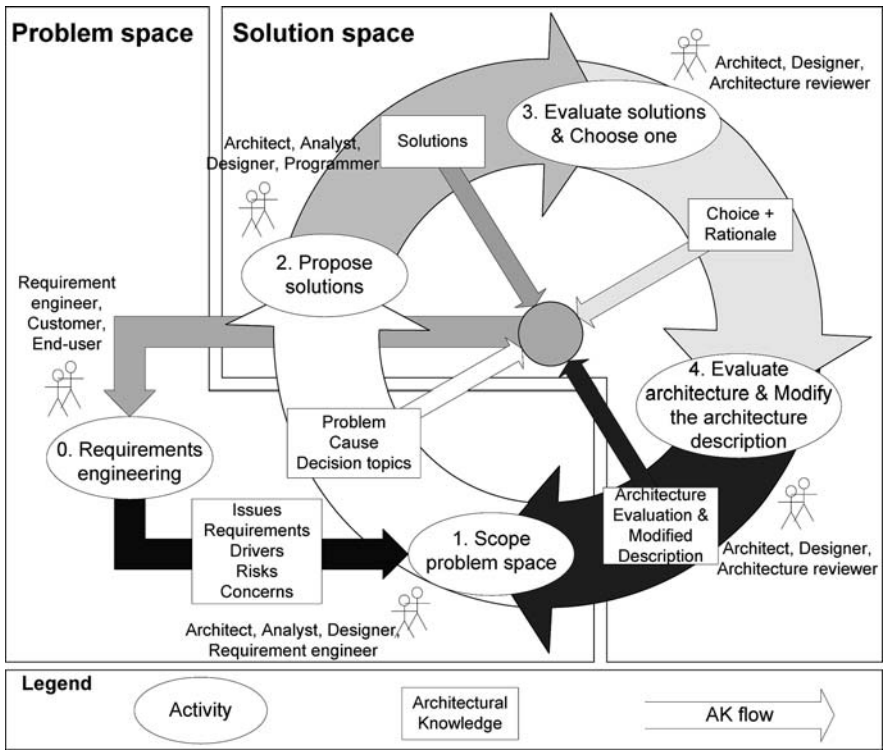 Problem space
Solution space
Architect, Designer,
Architecture reviewer
3. Evaluate solutions
& Choose one
Solutions
Architect, Analyst,
Designer, Programmer
Choice +
Rationale
2. Propose
solutions
Requirement
engineer,
Customer,
End-user
4. Evaluate
architecture & Modify
the architecture
description
Problem
Cause
Decision topics
0. Requirements
engineering
Issues
Requirements
Drivers
Risks
Concerns
1. Scope
problem space
Architecture
Evaluation &
Modified
Description
Architect, Designer,
Architecture reviewer
Architect, Analyst, Designer,
Requirement engineer
Legend
Activity
Architectural
Knowledge
AK flow